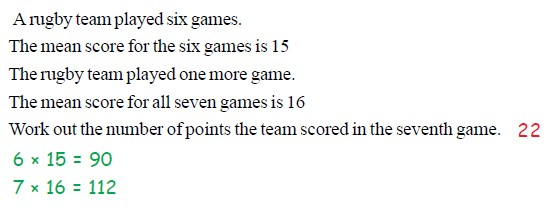 A rugby team played six games.
The mean score for the six games is 15
The rugby team played one more game.
The mean score for all seven games is 16
Work out the number of points the team scored in the seventh game. 22
6 × 15 = 90
7 × 16 = 112